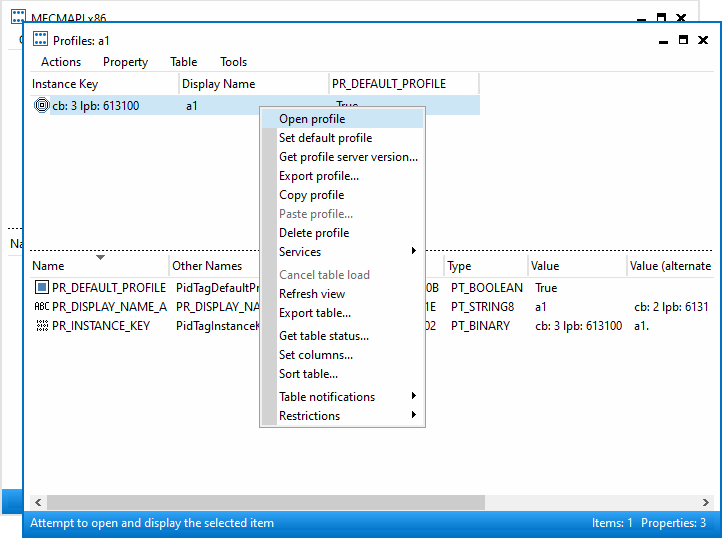 MFCMAPI x86
Profiles: a1
Actions Property Table Tools
Instance Key Display Name PR_DEFAULT_PROFILE
cb: 3 lpb: 613100 a1 True
Open profile
Set default profile
Get profile server version...
Export profile...
Copy profile
Paste profile...
Delete profile
Services
Cancel table load
Refresh view
Export table...
Get table status...
Set columns...
Sort table...
Table notifications
Restrictions
Na
Name Other Names Type Value Value (alternate
PR_DEFAULT_PROFILE PidTagDefaultPr 0B PT_BOOLEAN True
ABC PR_DISPLAY_NAME_A PR_DISPLAY_NA 1E PT_STRING8 a1 cb: 2 lpb: 6131
PR_INSTANCE_KEY PidTagInstanceK 02 PT_BINARY cb: 3 lpb: 613100 a1.
Attempt to open and display the selected item Items: 1 Properties: 3